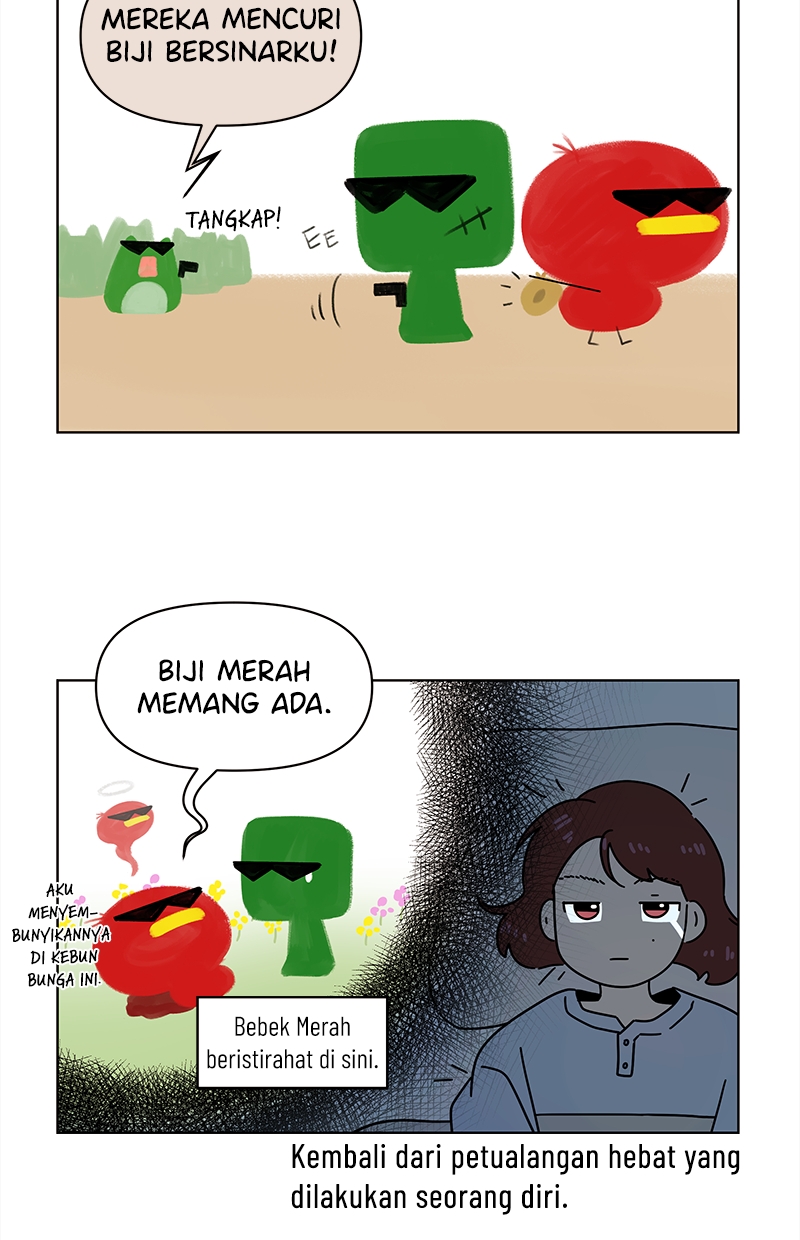 MEREKA MENCURI
BIJI BERSINARKU!
TANGKAP!
EE
BIJI MERAH
MEMANG ADA.
AKU
MENYEM-
BUNYIKANNYA
DI KEBUN
BUNGA INI.
Bebek Merah
beristirahat di sini.
Kembali dari petualangan hebat yang
dilakukan seorang diri.